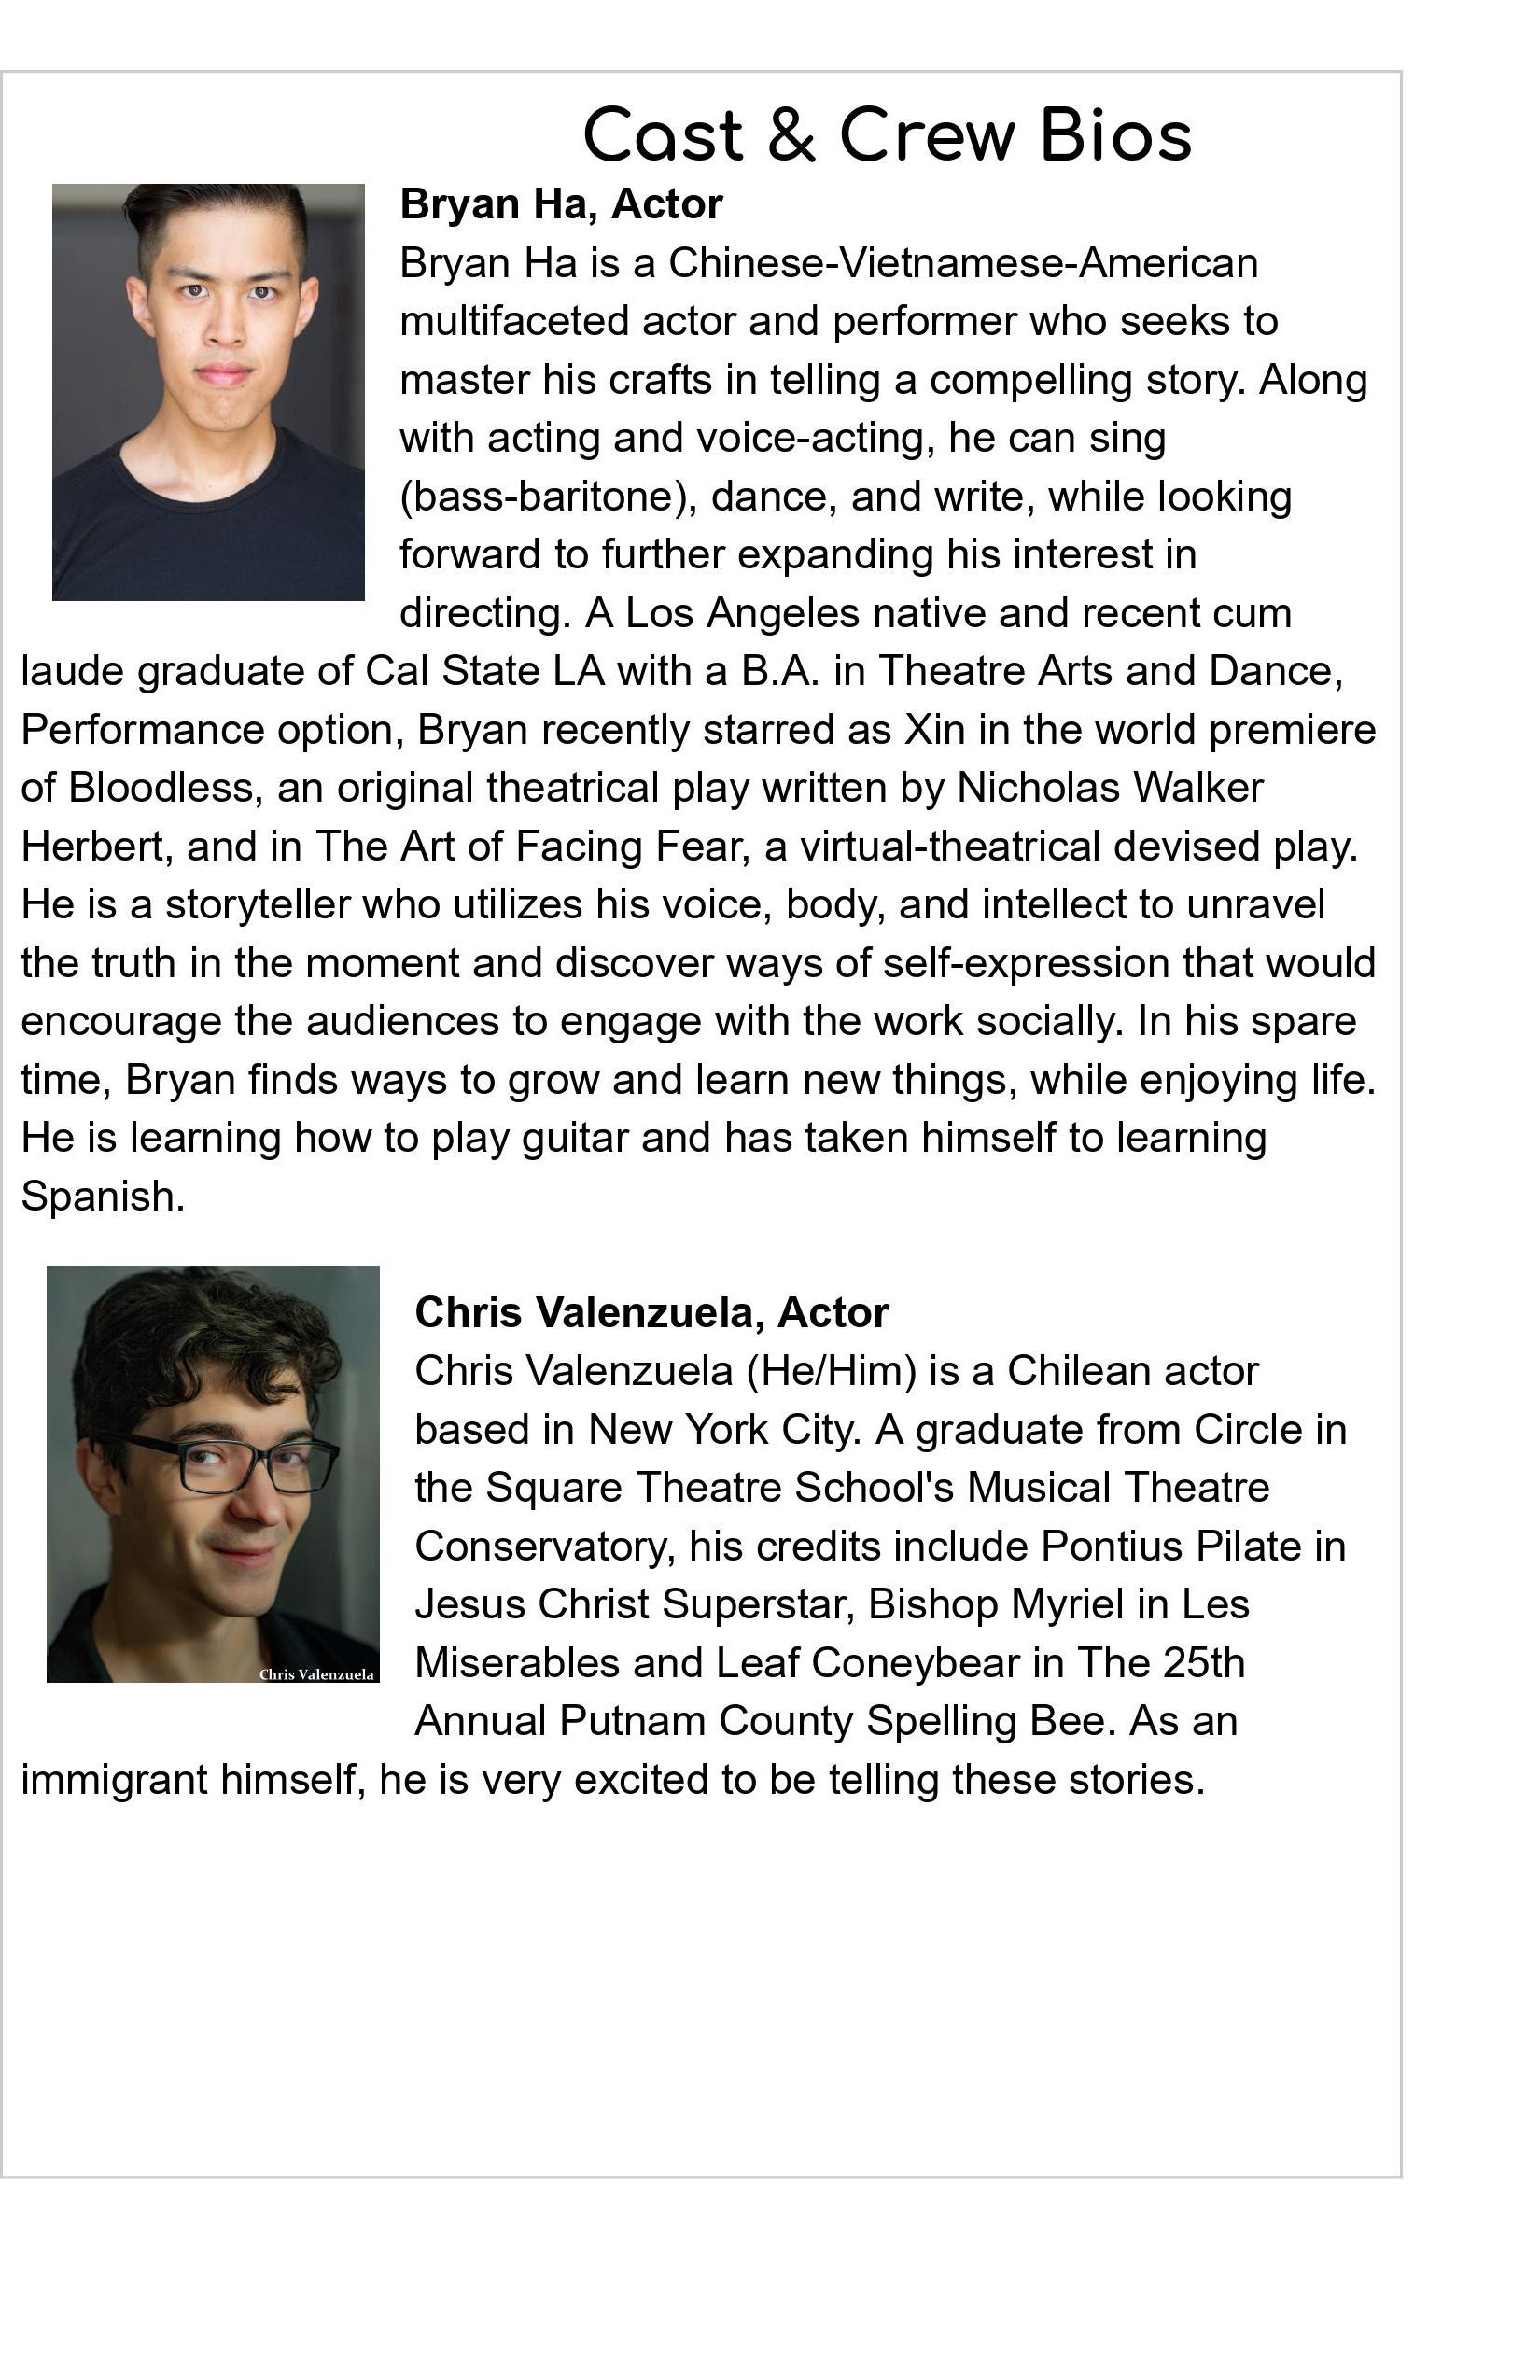 Cast & Crew Bios
Bryan Ha, Actor
Bryan Ha is a Chinese-Vietnamese-American
multifaceted actor and performer who seeks to
master his crafts in telling a compelling story. Along
with acting and voice-acting, he can sing
(bass-baritone), dance, and write, while looking
forward to further expanding his interest in
directing. A Los Angeles native and recent cum
laude graduate of Cal State LA with a B.A. in Theatre Arts and Dance,
Performance option, Bryan recently starred as Xin in the world premiere
of Bloodless, an original theatrical play written by Nicholas Walker
Herbert, and in The Art of Facing Fear, a virtual-theatrical devised play.
He is a storyteller who utilizes his voice, body, and intellect to unravel
the truth in the moment and discover ways of self-expression that would
encourage the audiences to engage with the work socially. In his spare
time, Bryan finds ways to grow and learn new things, while enjoying life.
He is learning how to play guitar and has taken himself to learning
Spanish.
Chris Valenzuela, Actor
Chris Valenzuela (He/Him) is a Chilean actor
based in New York City. A graduate from Circle in
the Square Theatre School's Musical Theatre
Conservatory, his credits include Pontius Pilate in
Jesus Christ Superstar, Bishop Myriel in Les
Miserables and Leaf Coneybear in The 25th
Annual Putnam County Spelling Bee. As an
immigrant himself, he is very excited to be telling these stories.
Chris Valenzuela